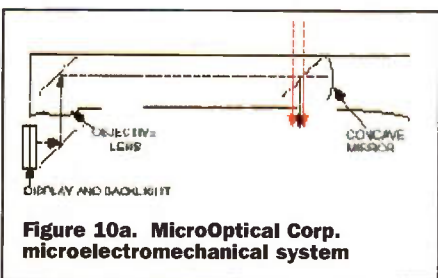 OBJECTIVE
LENS
CONCAVE
MIRROR
DISPLAY AND BACKLIGHT
Figure 10a. MicroOptical Corp.
microelectromechanical system